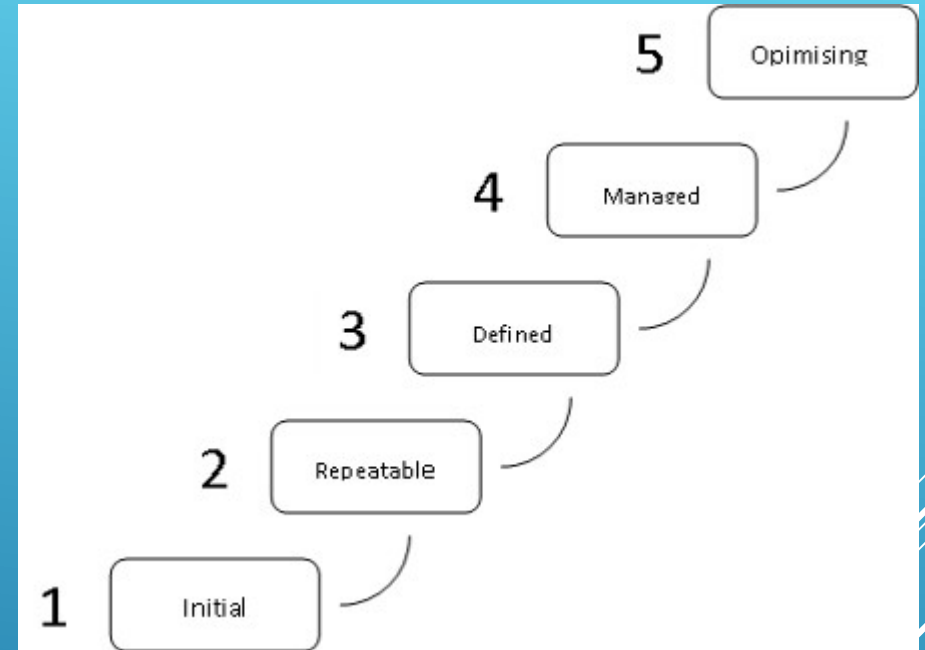 5 Opimising
4 Managed
3 Defined
2 Repeatable
1 Initial